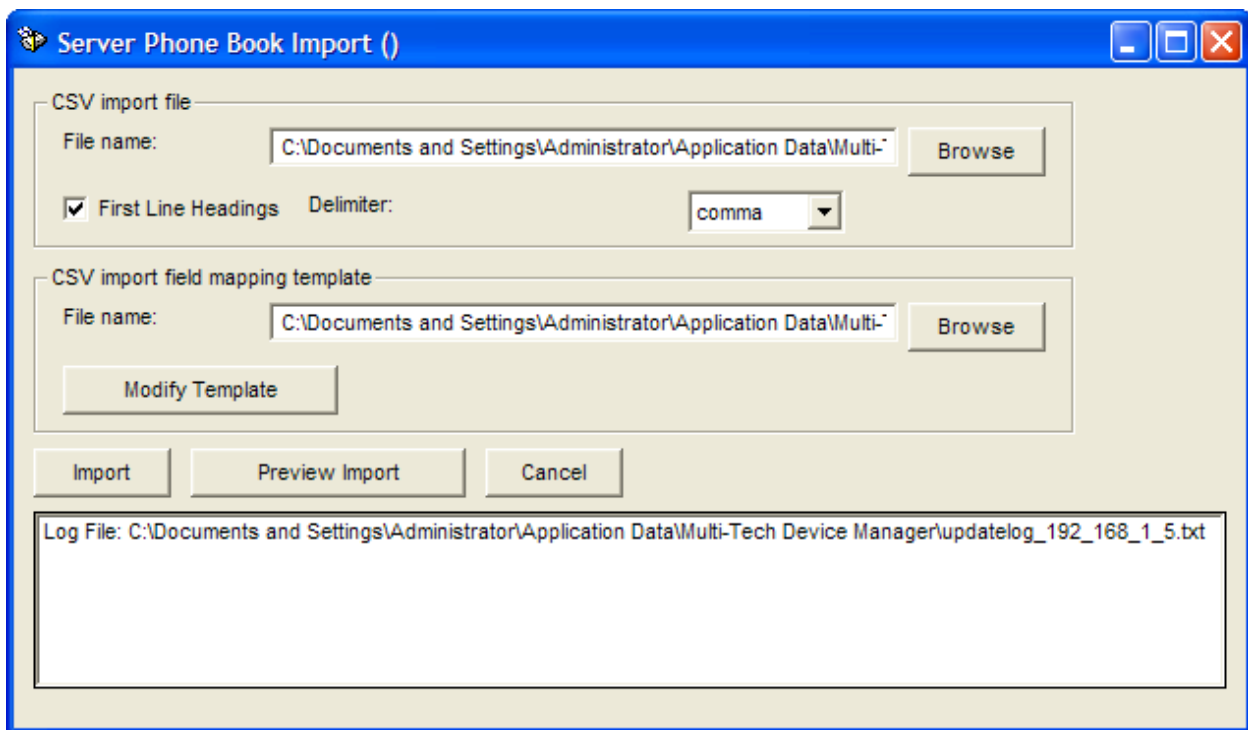 Server Phone Book Import ()
CSV import file
File name: C:\Documents and Settings\Administrator\Application Data\Multi- Browse
First Line Headings Delimiter: comma
CSV import field mapping template
File name: C:\Documents and Settings\Administrator\Application Data\Multi- Browse
Modify Template
Import Preview Import Cancel
Log File: C:\Documents and Settings\Administrator\Application Data\Multi-Tech Device Manager\updatelog_192_168_1_5.txt